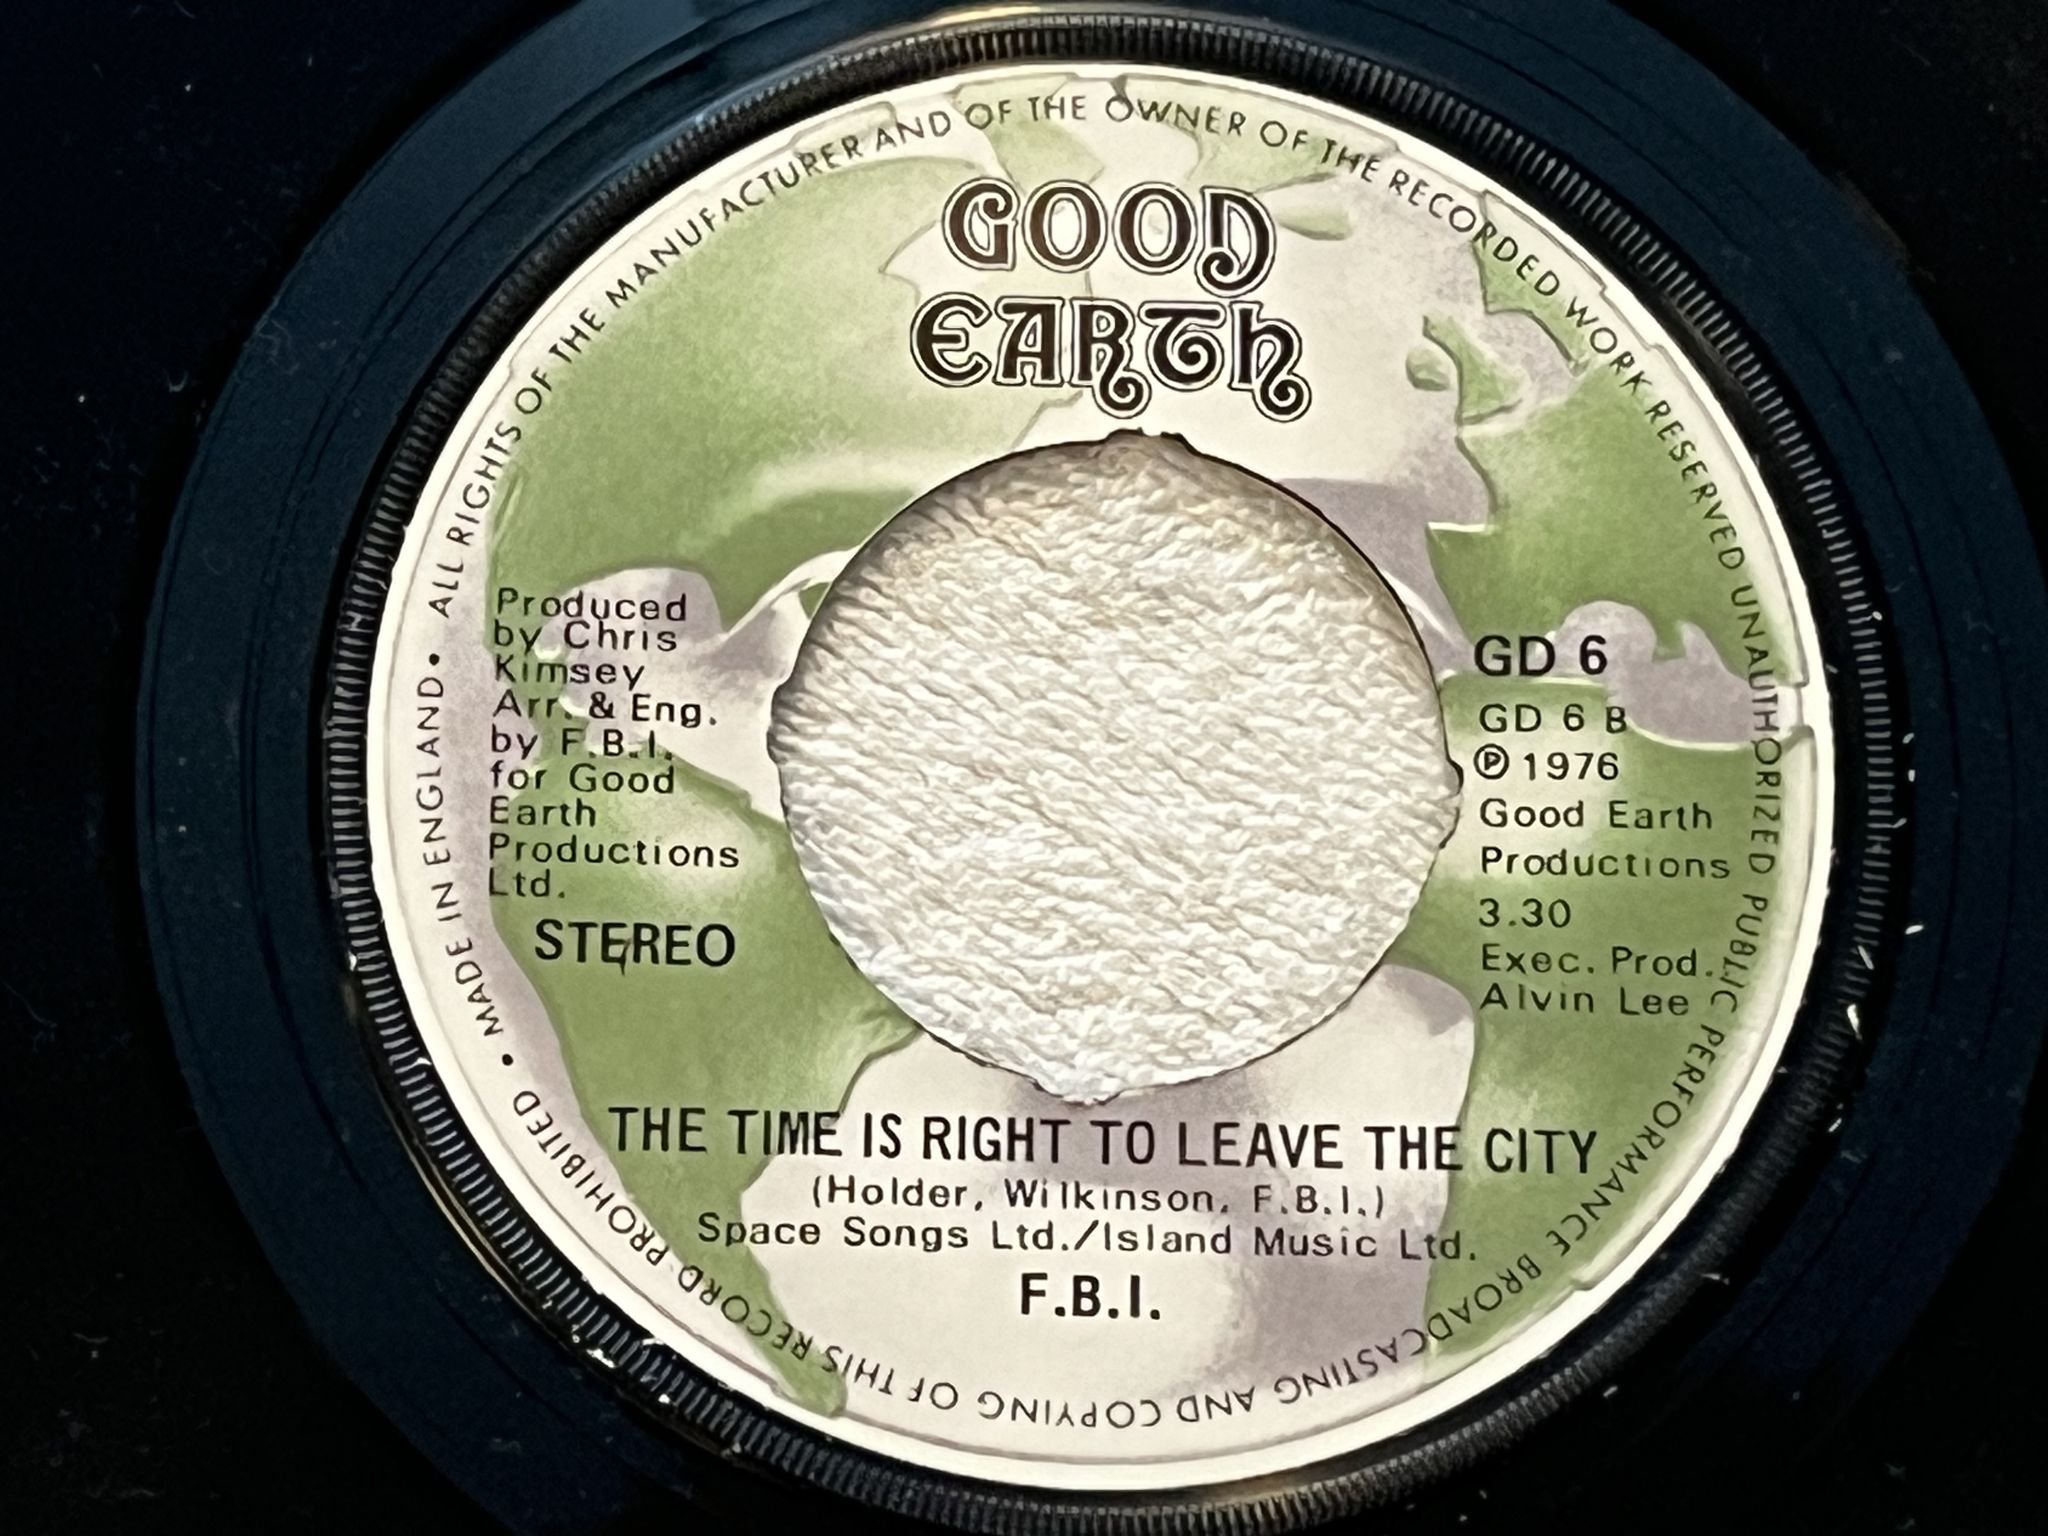 ALL RIGHTS OF THE MANUFACTURER AND OF THE OWNER OF THE RECORDED WORK RESERVED UNAUTHORIZED PUBLIC PERFORMANCE BROADCASTING AND COPYING OF THIS RECORD PROHIBITED • MADE IN ENGLAND •
GOOD
EARTH
Produced
by Chris
Kimsey
Arr. & Eng.
by F.B.I.
for Good
Earth
Productions
Ltd.
STEREO
GD 6
GD 6 B
℗ 1976
Good Earth
Productions
3.30
Exec. Prod.
Alvin Lee
THE TIME IS RIGHT TO LEAVE THE CITY
(Holder, Wilkinson, F.B.I.)
Space Songs Ltd./Island Music Ltd.
F.B.I.